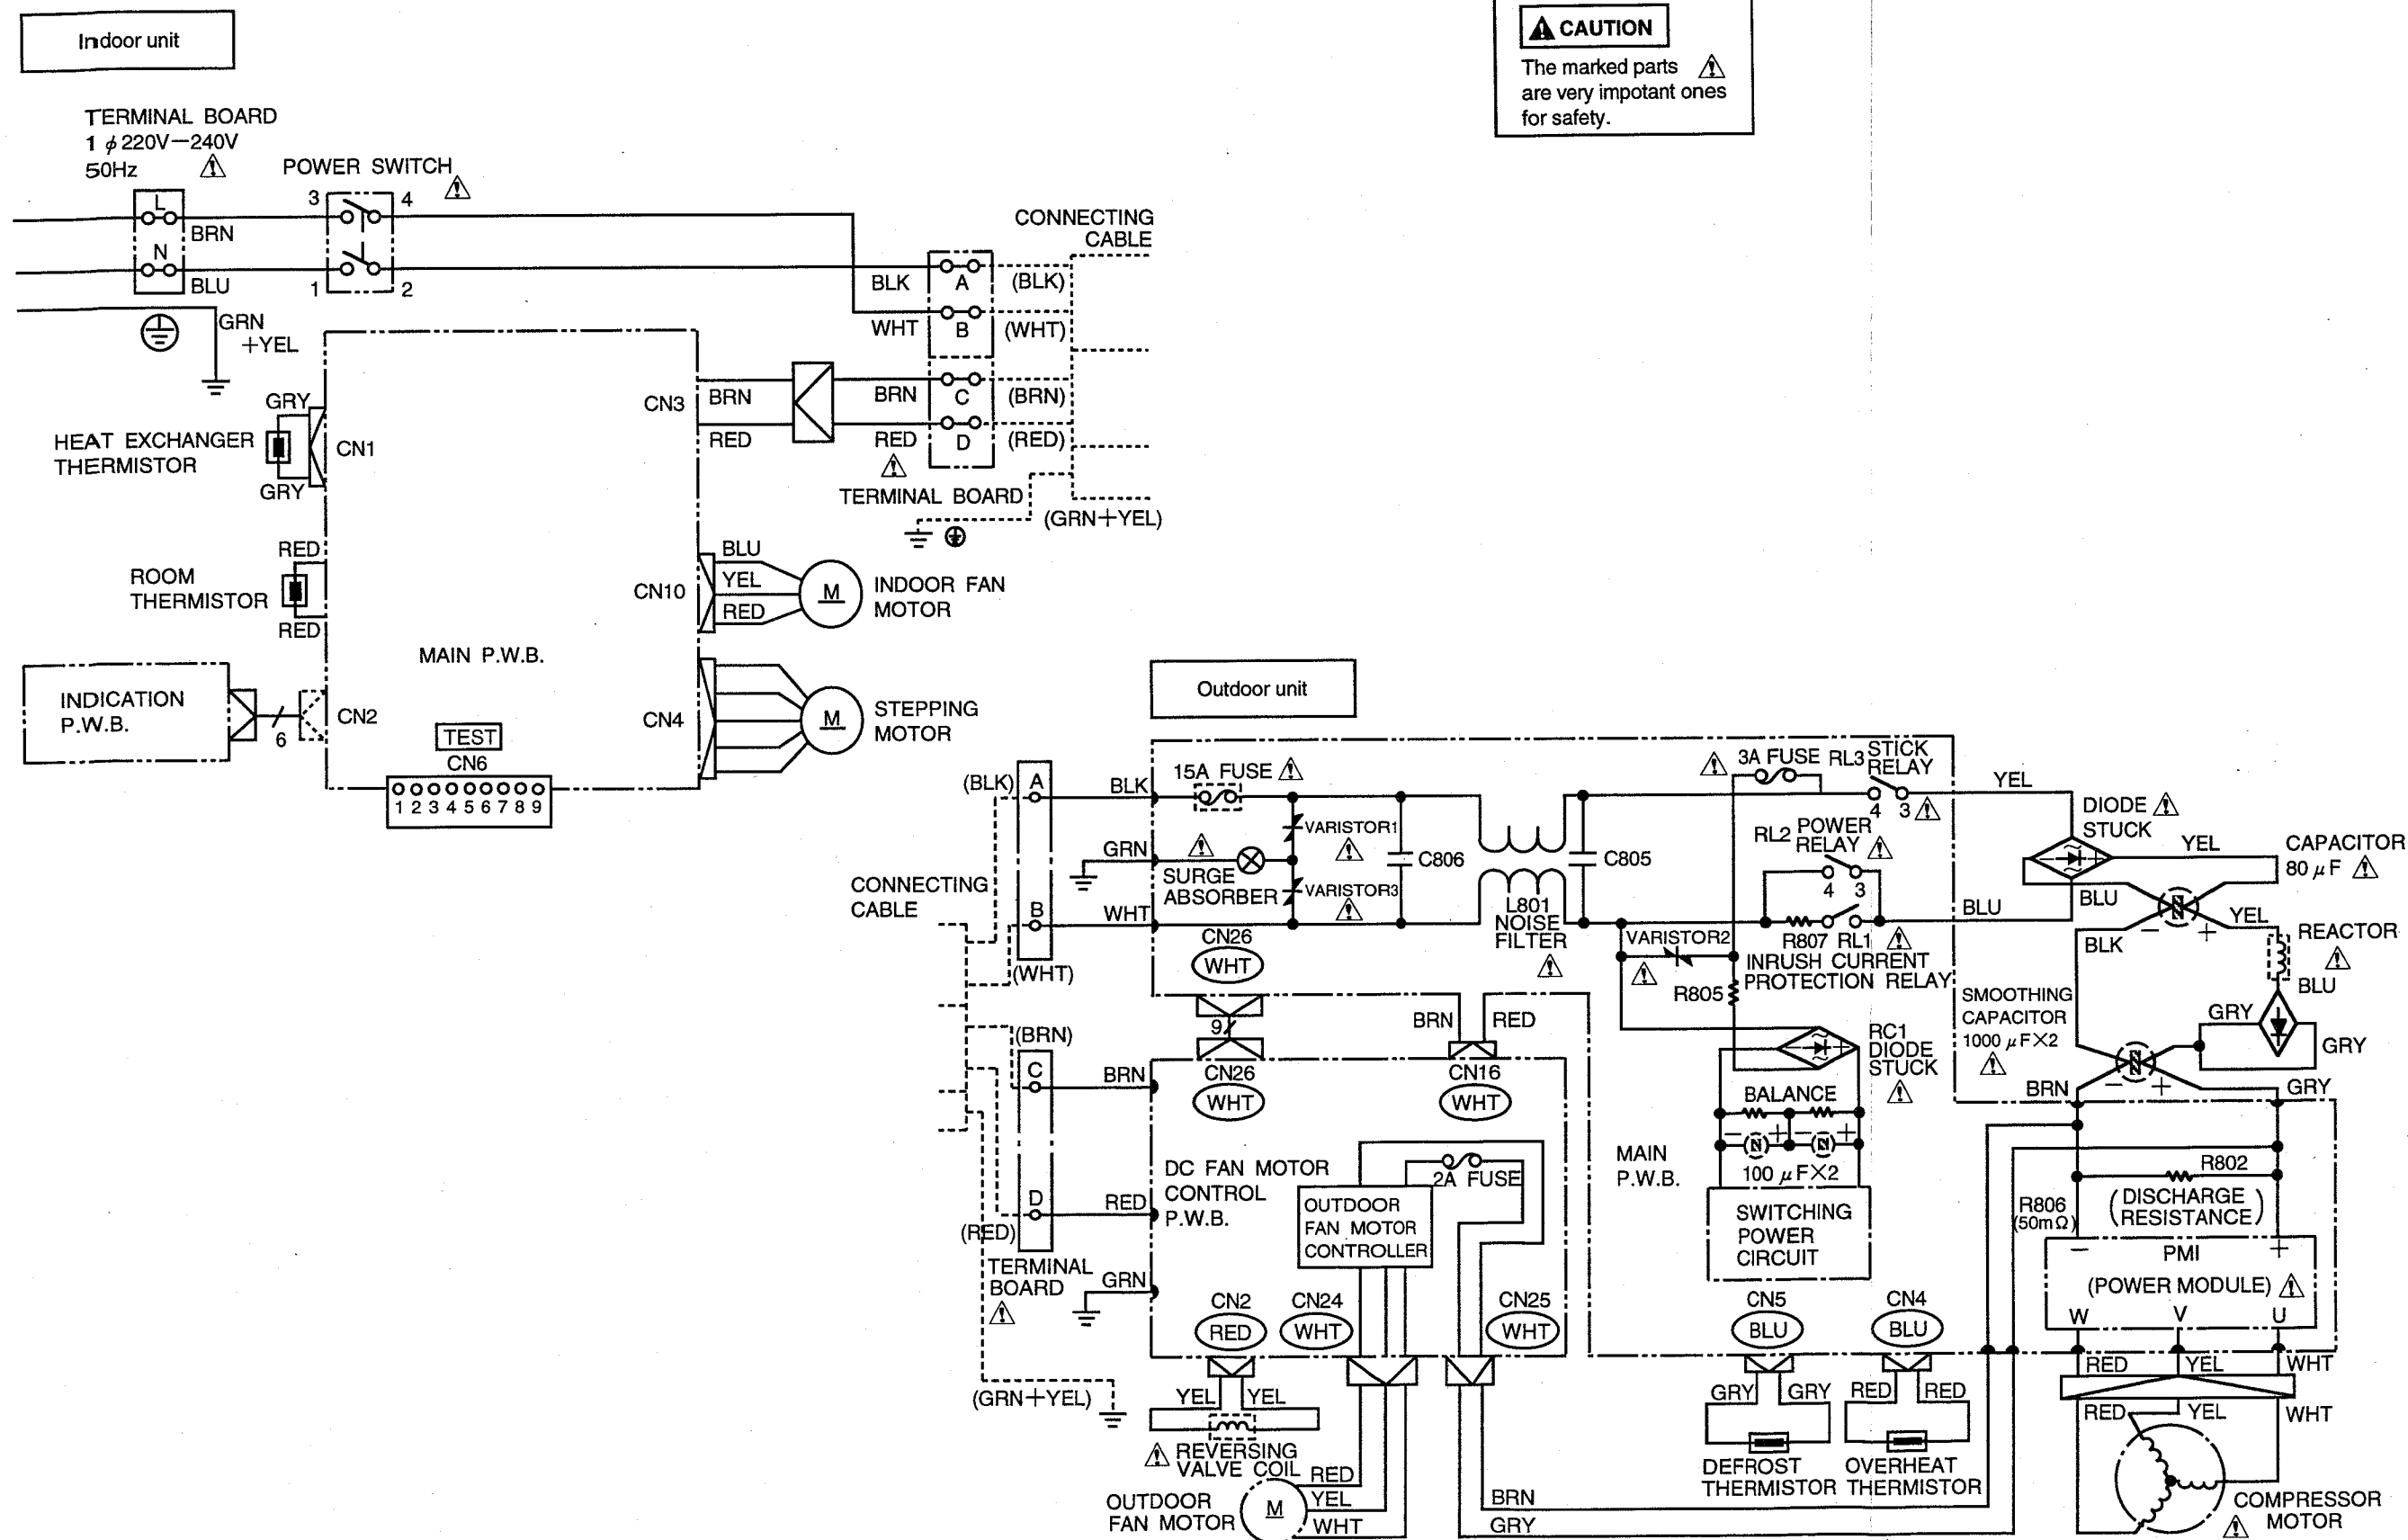 Indoor unit
CAUTION
The marked parts
are very impotant ones
for safety.
TERMINAL BOARD
1 φ 220V—240V
50Hz
POWER SWITCH
L
N
BRN
BLU
3
4
1
2
GRN
+YEL
CONNECTING
CABLE
BLK
A
(BLK)
WHT
B
(WHT)
CN3
BRN
BRN
C
(BRN)
RED
RED
D
(RED)
TERMINAL BOARD
(GRN+YEL)
GRY
HEAT EXCHANGER
THERMISTOR
GRY
CN1
RED
ROOM
THERMISTOR
RED
MAIN P.W.B.
CN10
BLU
YEL
RED
M
INDOOR FAN
MOTOR
INDICATION
P.W.B.
6
CN2
CN4
M
STEPPING
MOTOR
TEST
CN6
1 2 3 4 5 6 7 8 9
Outdoor unit
(BLK)
A
BLK
15A FUSE
GRN
SURGE
ABSORBER
VARISTOR1
VARISTOR3
C806
L801
NOISE
FILTER
C805
CONNECTING
CABLE
B
WHT
(WHT)
3A FUSE
RL3
STICK
RELAY
4
3
YEL
RL2
POWER
RELAY
4
3
R807
RL1
INRUSH CURRENT
PROTECTION RELAY
BLU
VARISTOR2
R805
DIODE
STUCK
YEL
CAPACITOR
80 μF
BLU
YEL
BLK
−
+
REACTOR
BLU
SMOOTHING
CAPACITOR
1000 μF×2
GRY
GRY
BRN
−
+
GRY
CN26
WHT
9
CN26
WHT
BRN
RED
CN16
WHT
(BRN)
C
BRN
D
RED
(RED)
TERMINAL
BOARD
GRN
(GRN+YEL)
DC FAN MOTOR
CONTROL
P.W.B.
2A FUSE
OUTDOOR
FAN MOTOR
CONTROLLER
RC1
DIODE
STUCK
BALANCE
−
+
−
+
100 μF×2
MAIN
P.W.B.
SWITCHING
POWER
CIRCUIT
R802
(DISCHARGE
RESISTANCE)
R806
(50mΩ)
−
PMI
+
(POWER MODULE)
W
V
U
CN2
RED
CN24
WHT
CN25
WHT
CN5
BLU
CN4
BLU
YEL
YEL
REVERSING
VALVE COIL
GRY
GRY
DEFROST
THERMISTOR
RED
RED
OVERHEAT
THERMISTOR
RED
YEL
WHT
RED
YEL
WHT
COMPRESSOR
MOTOR
OUTDOOR
FAN MOTOR
M
RED
YEL
WHT
BRN
GRY